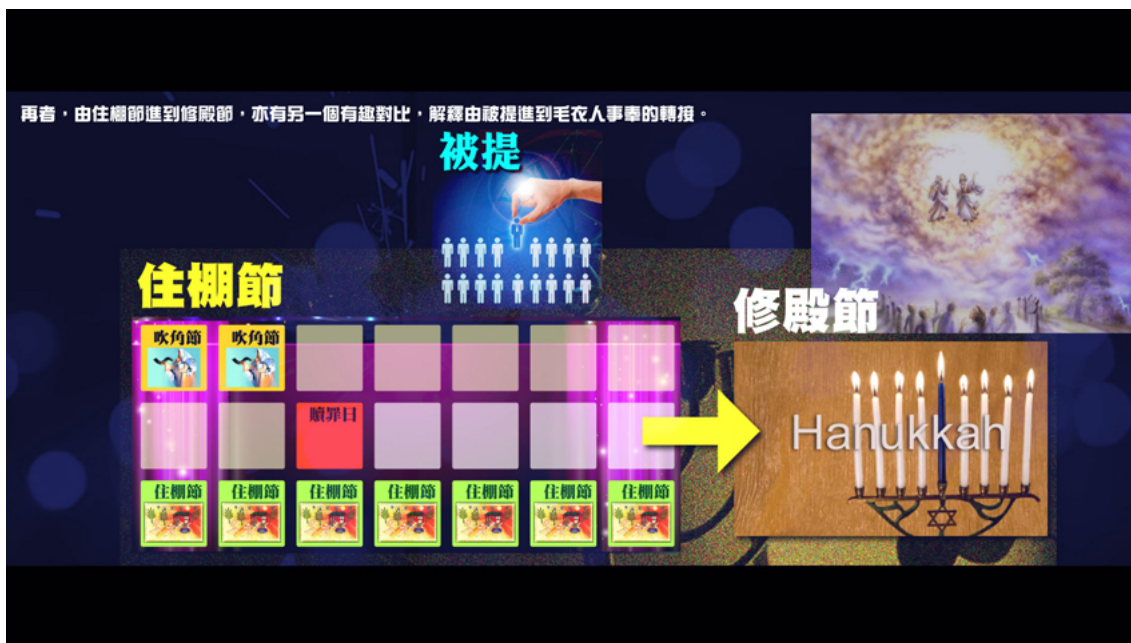 再者，由住棚節進到修殿節，亦有另一個有趣對比，解釋由被提進到毛衣人事奉的轉接。
被提
住棚節
修殿節
吹角節 吹角節
贖罪日
Hanukkah
住棚節 住棚節 住棚節 住棚節 住棚節 住棚節 住棚節